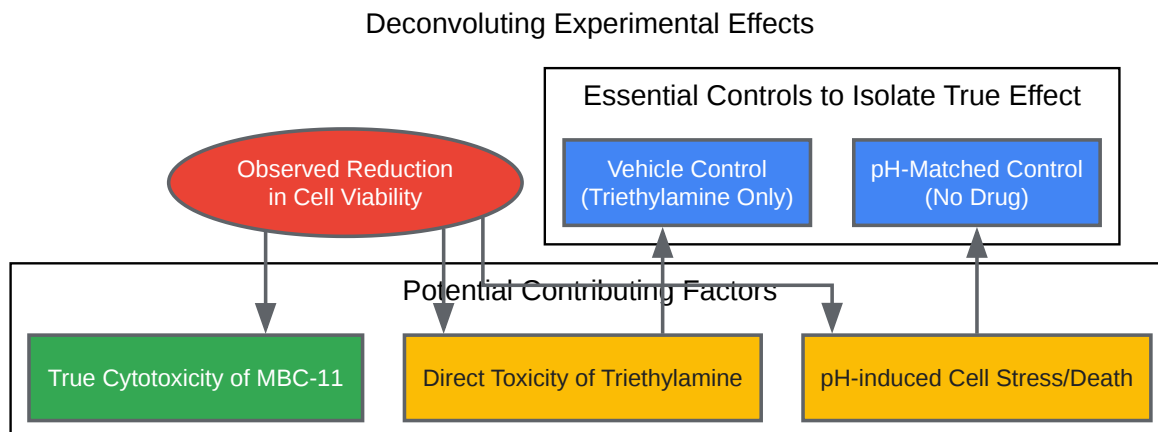 Deconvoluting Experimental Effects
Essential Controls to Isolate True Effect
Observed Reduction
in Cell Viability
Vehicle Control
(Triethylamine Only)
pH-Matched Control
(No Drug)
Potential Contributing Factors
True Cytotoxicity of MBC-11
Direct Toxicity of Triethylamine
pH-induced Cell Stress/Death